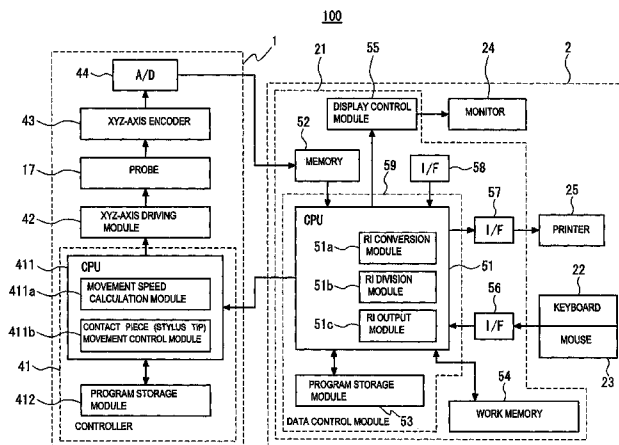 100
1
44
A/D
43
XYZ-AXIS ENCODER
17
PROBE
42
XYZ-AXIS DRIVING
MODULE
411
CPU
411a
MOVEMENT SPEED
CALCULATION MODULE
411b
CONTACT PIECE (STYLUS TIP)
MOVEMENT CONTROL MODULE
41
412
PROGRAM STORAGE
MODULE
CONTROLLER
2
21
55
DISPLAY CONTROL
MODULE
24
MONITOR
52
MEMORY
59
I/F
58
CPU
51a
RI CONVERSION
MODULE
51b
RI DIVISION
MODULE
51c
RI OUTPUT
MODULE
51
57
I/F
25
PRINTER
56
I/F
22
KEYBOARD
MOUSE
23
PROGRAM STORAGE
MODULE
53
DATA CONTROL MODULE
54
WORK MEMORY